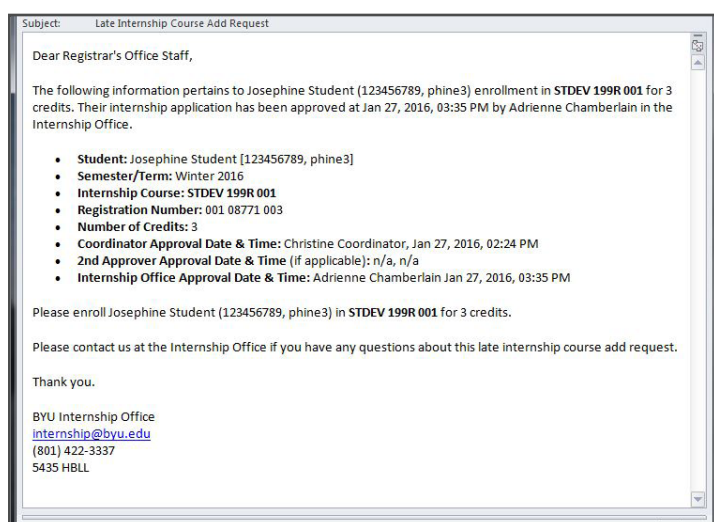 Subject: Late Internship Course Add Request
Dear Registrar's Office Staff,
The following information pertains to Josephine Student (123456789, phine3) enrollment in STDEV 199R 001 for 3
credits. Their internship application has been approved at Jan 27, 2016, 03:35 PM by Adrienne Chamberlain in the
Internship Office.
• Student: Josephine Student [123456789, phine3]
• Semester/Term: Winter 2016
• Internship Course: STDEV 199R 001
• Registration Number: 001 08771 003
• Number of Credits: 3
• Coordinator Approval Date & Time: Christine Coordinator, Jan 27, 2016, 02:24 PM
• 2nd Approver Approval Date & Time (if applicable): n/a, n/a
• Internship Office Approval Date & Time: Adrienne Chamberlain Jan 27, 2016, 03:35 PM
Please enroll Josephine Student (123456789, phine3) in STDEV 199R 001 for 3 credits.
Please contact us at the Internship Office if you have any questions about this late internship course add request.
Thank you.
BYU Internship Office
internship@byu.edu
(801) 422-3337
5435 HBLL